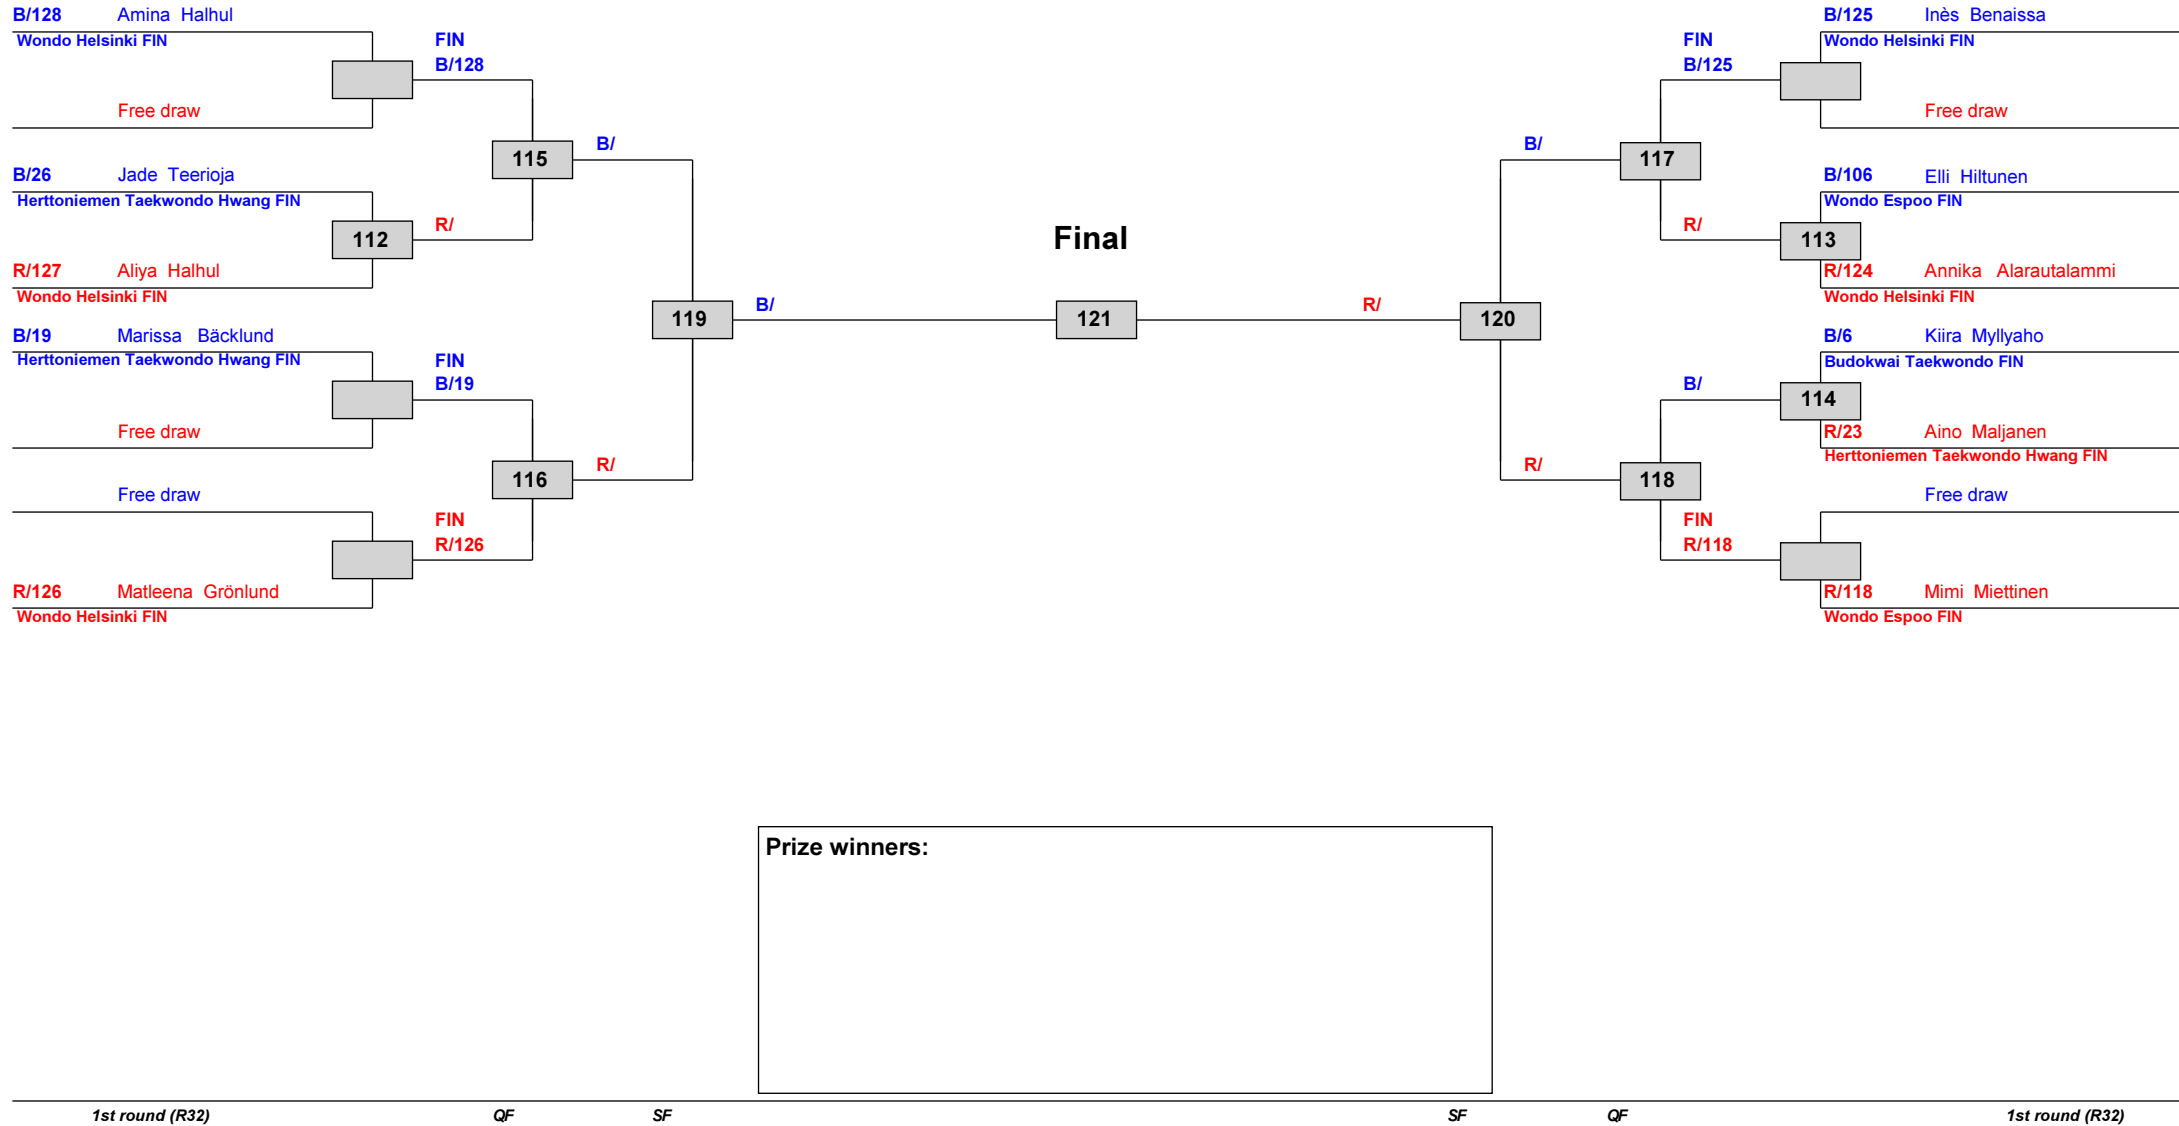 B/128 Amina Halhul
Wondo Helsinki FIN
Free draw
FIN
B/128
B/26 Jade Teerioja
Herttoniemen Taekwondo Hwang FIN
112
R/127 Aliya Halhul
Wondo Helsinki FIN
R/
115
B/
B/19 Marissa Bäcklund
Herttoniemen Taekwondo Hwang FIN
Free draw
FIN
B/19
Free draw
R/126 Matleena Grönlund
Wondo Helsinki FIN
FIN
R/126
116
R/
119
B/
Final
121
R/
120
B/
117
FIN
B/125
B/125 Inès Benaissa
Wondo Helsinki FIN
Free draw
R/
113
B/106 Elli Hiltunen
Wondo Espoo FIN
R/124 Annika Alarautalammi
Wondo Helsinki FIN
R/
118
B/
114
B/6 Kiira Myllyaho
Budokwai Taekwondo FIN
R/23 Aino Maljanen
Herttoniemen Taekwondo Hwang FIN
FIN
R/118
Free draw
R/118 Mimi Miettinen
Wondo Espoo FIN
Prize winners:
1st round (R32) QF SF SF QF 1st round (R32)